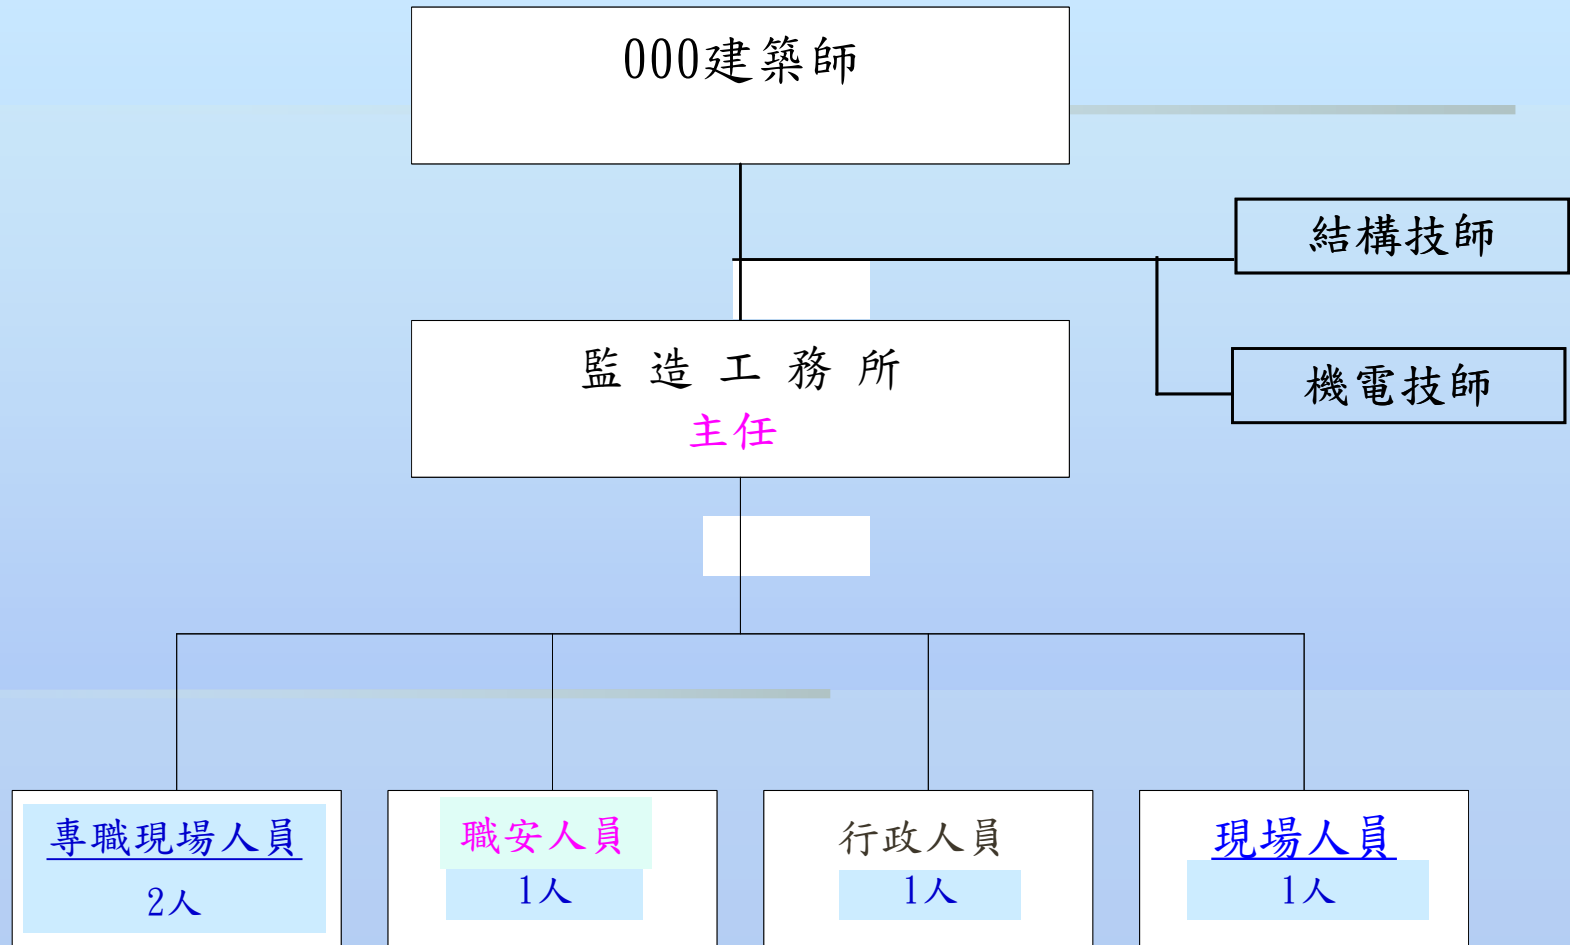 000建築師
結構技師
監造工務所
主任
機電技師
專職現場人員
2人
職安人員
1人
行政人員
1人
現場人員
1人